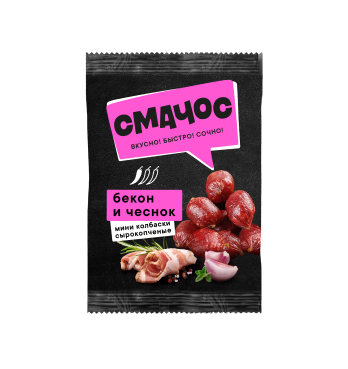 СМАЧОС
ВКУСНО! БЫСТРО! СОЧНО!
бекон
и чеснок
мини колбаски
сырокопченые